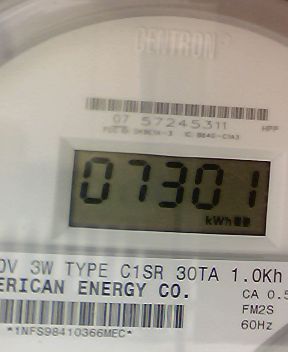 CENTRON
07 57245311 HPP
07301
kWh
0V 3W TYPE C1SR 30TA 1.0Kh
ERICAN ENERGY CO.
CA 0.5
FM2S
*1NFS98410366MEC*
60Hz